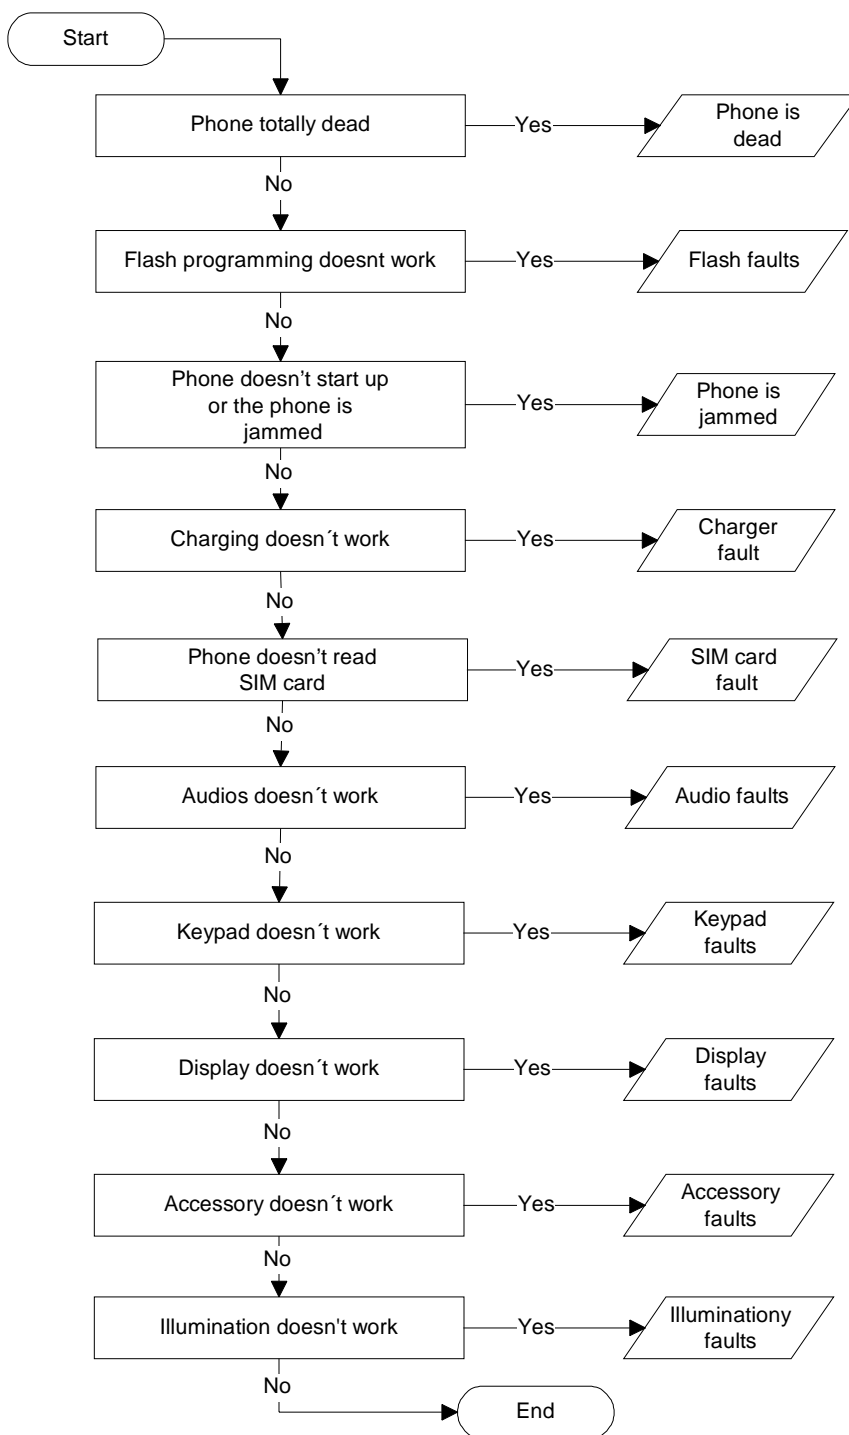 Start
Phone totally dead
Yes
Phone is
dead
No
Flash programming doesnt work
Yes
Flash faults
No
Phone doesn’t start up
or the phone is
jammed
Yes
Phone is
jammed
No
Charging doesn´t work
Yes
Charger
fault
No
Phone doesn’t read
SIM card
Yes
SIM card
fault
No
Audios doesn´t work
Yes
Audio faults
No
Keypad doesn´t work
Yes
Keypad
faults
No
Display doesn´t work
Yes
Display
faults
No
Accessory doesn´t work
Yes
Accessory
faults
No
Illumination doesn't work
Yes
Illuminationy
faults
No
End